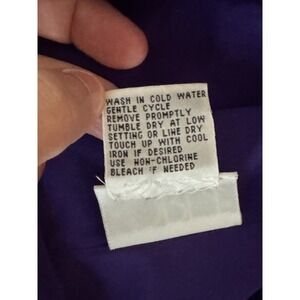 WASH IN COLD WATER
GENTLE CYCLE
REMOVE PROMPTLY
TUMBLE DRY AT LOW
SETTING OR LINE DRY
TOUCH UP WITH COOL
IRON IF DESIRED
USE NON-CHLORINE
BLEACH IF NEEDED